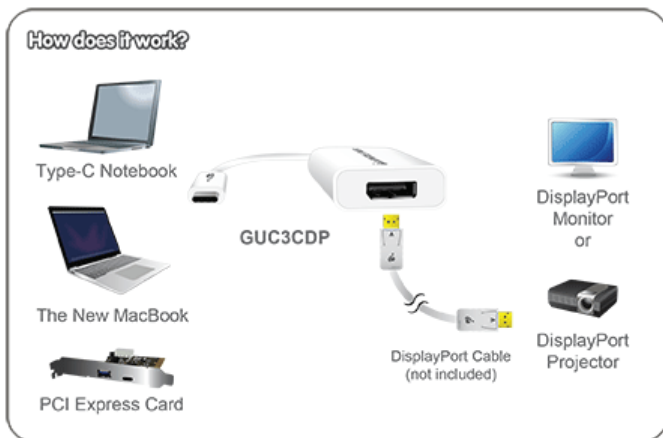 How does it work?
Type-C Notebook
The New MacBook
PCI Express Card
GUC3CDP
DisplayPort Cable
(not included)
DisplayPort
Monitor
or
DisplayPort
Projector